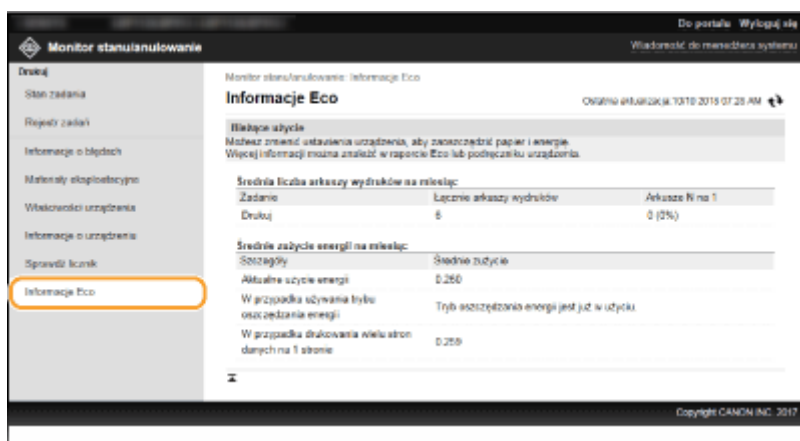 Do portalu Wyloguj się
Monitor stanu/anulowanie
Wiadomość do menedżera systemu
Drukuj
Stan zadania
Rejestr zadań
Informacje o błędach
Materiały eksploatacyjne
Właściwości urządzenia
Informacje o urządzeniu
Sprawdź licznik
Informacje Eco
Monitor stanu/anulowanie: Informacje Eco
Informacje Eco
Ostatnia aktualizacja: 10/10 2018 07:28 AM
Bieżące użycie
Możesz zmienić ustawienia urządzenia, aby zaoszczędzić papier i energię.
Więcej informacji można znaleźć w raporcie Eco lub podręczniku urządzenia.
Średnia liczba arkuszy wydruków na miesiąc
Zadanie Łącznie arkuszy wydruków Arkusze N na 1
Drukuj 6 0 (0%)
Średnie zużycie energii na miesiąc
Szczegóły Średnie zużycie
Aktualne użycie energii 0.260
W przypadku używania trybu
oszczędzania energii
Tryb oszczędzania energii jest już w użyciu.
W przypadku drukowania wielu stron
danych na 1 stronie
0.259
Copyright CANON INC. 2017